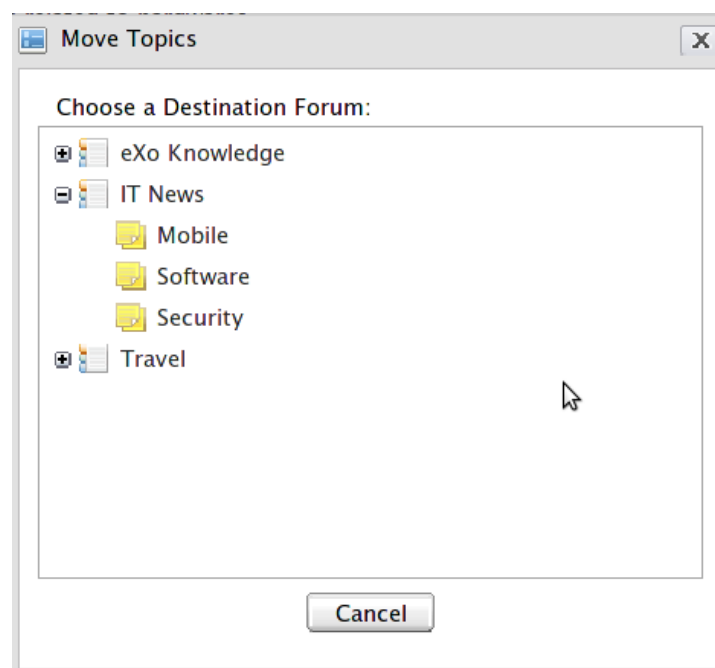 Move Topics
Choose a Destination Forum:
eXo Knowledge
IT News
Mobile
Software
Security
Travel
Cancel